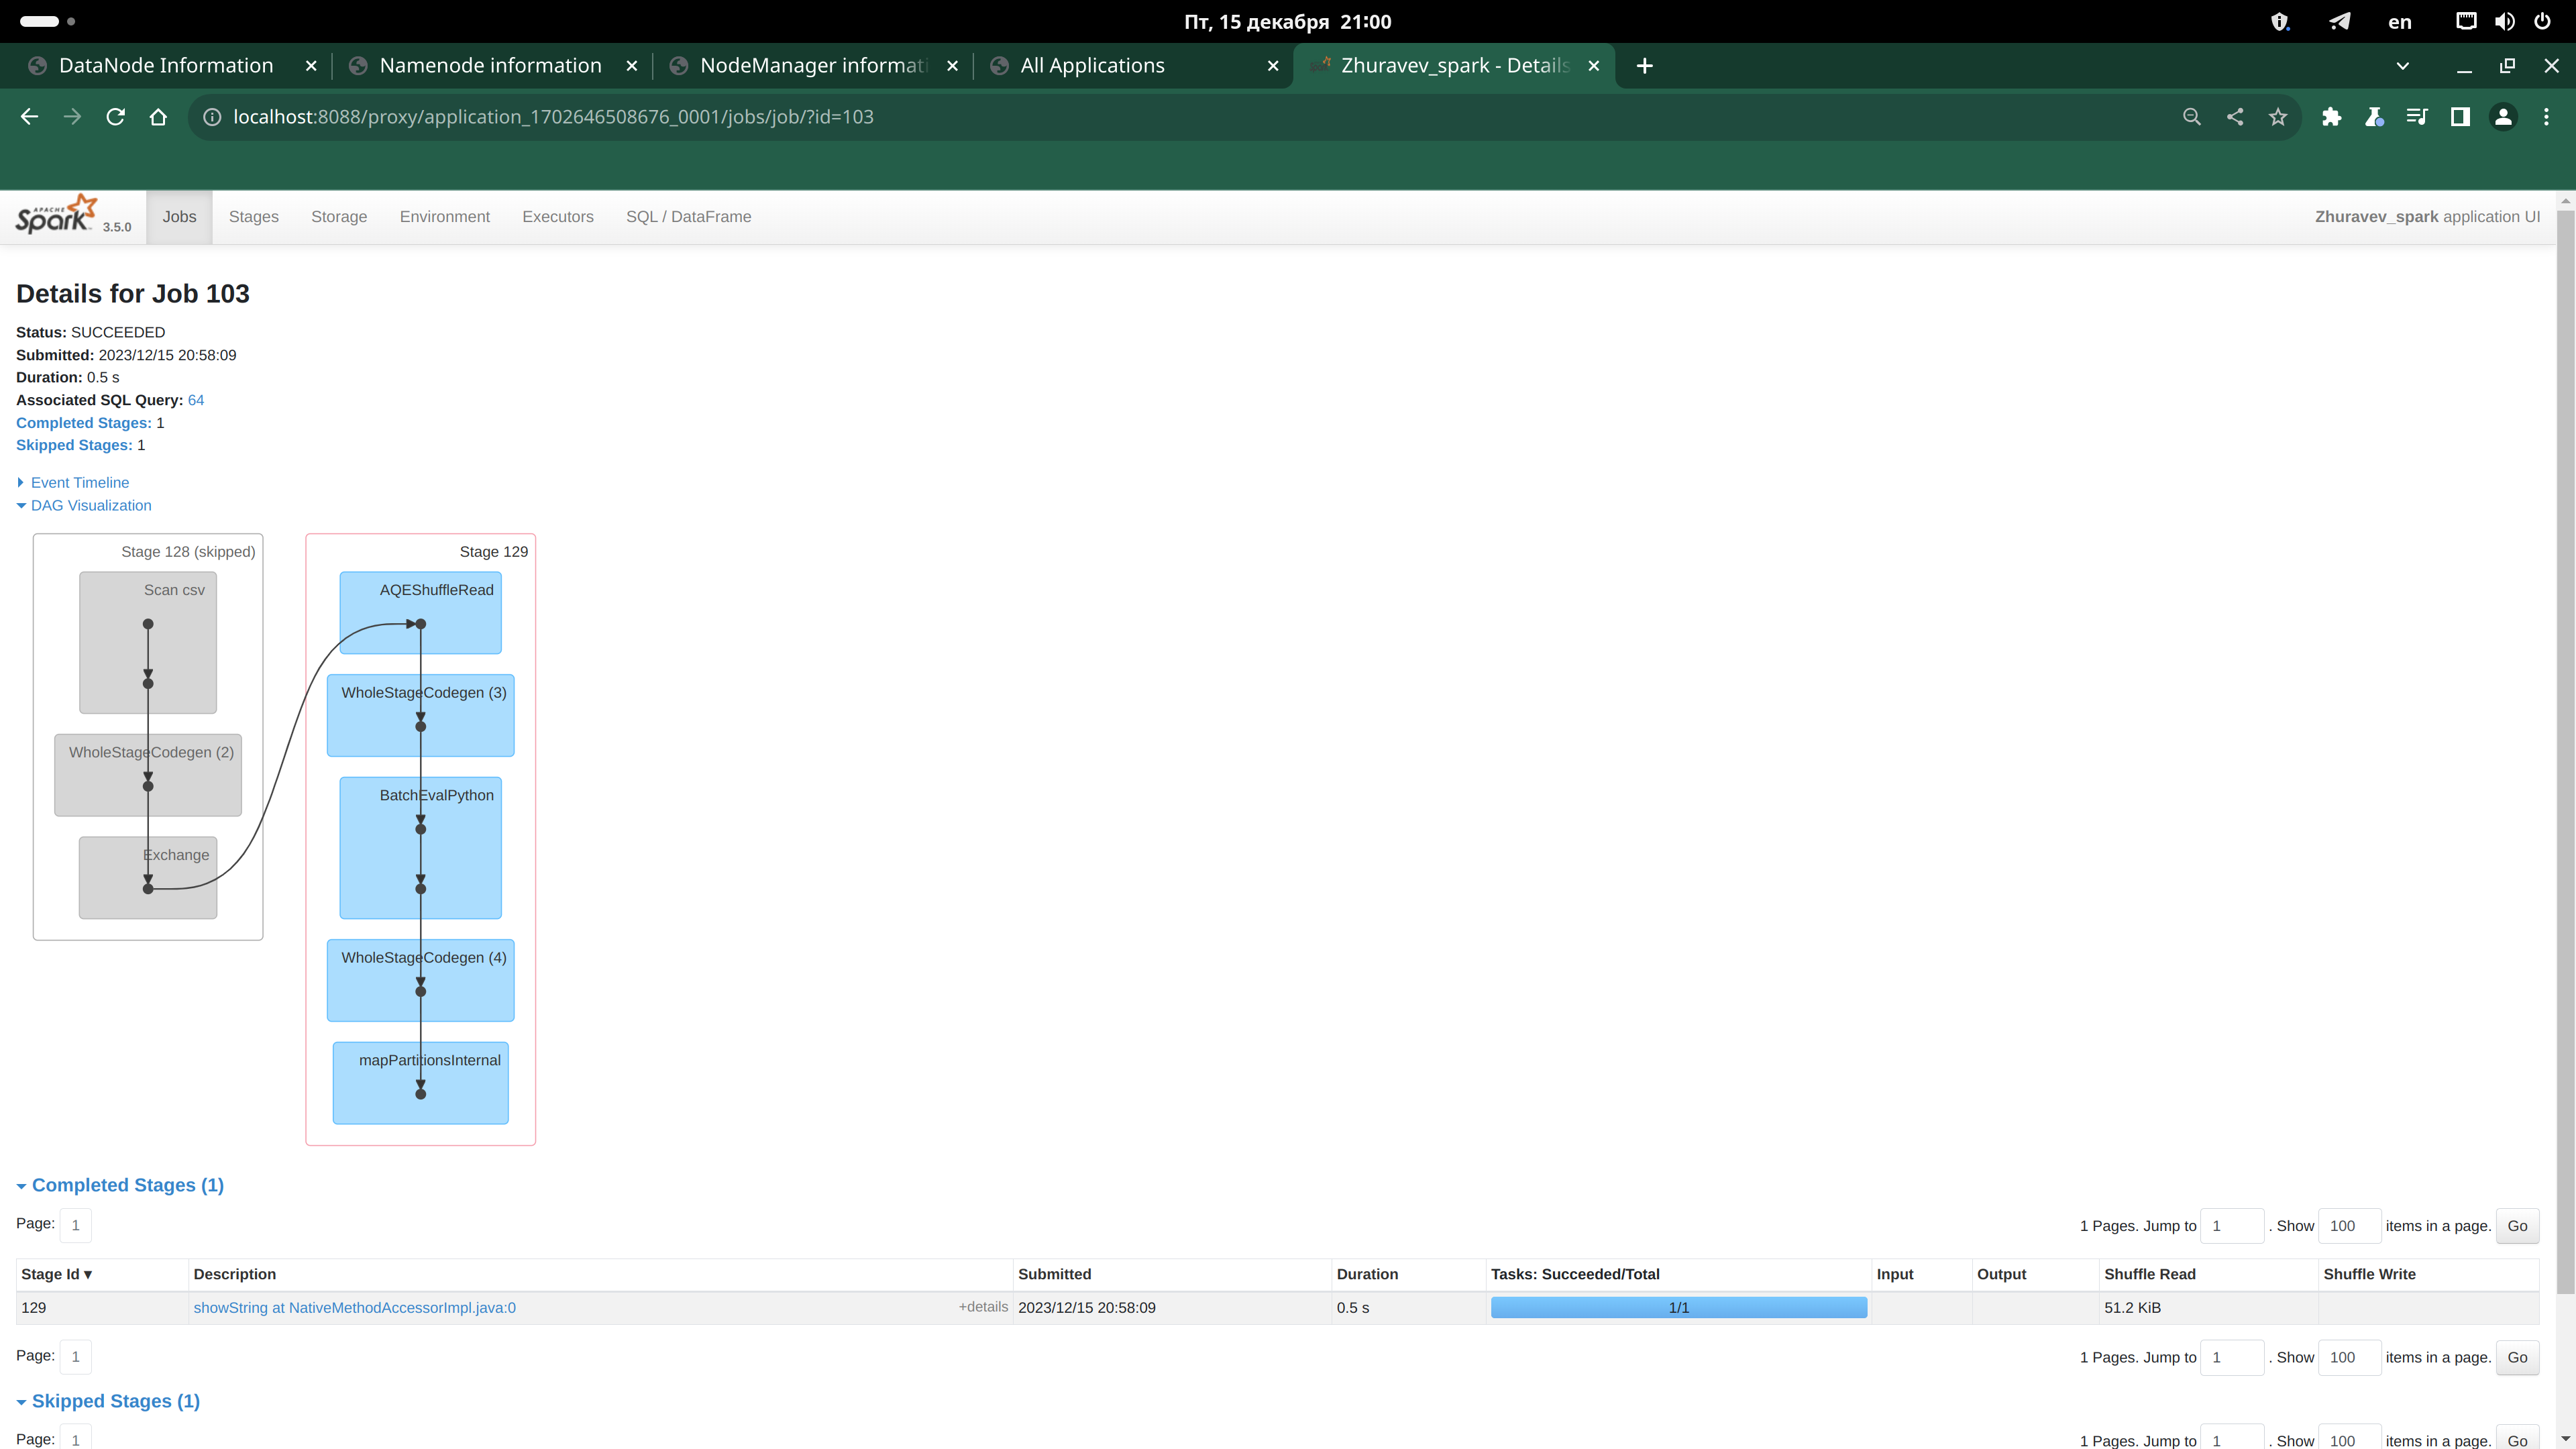 Пт, 15 декабря 21:00
en
DataNode Information
Namenode information
NodeManager informati
All Applications
Zhuravev_spark - Details
localhost:8088/proxy/application_1702646508676_0001/jobs/job/?id=103
APACHE Spark 3.5.0
Jobs Stages Storage Environment Executors SQL / DataFrame
Zhuravev_spark application UI
Details for Job 103
Status: SUCCEEDED
Submitted: 2023/12/15 20:58:09
Duration: 0.5 s
Associated SQL Query: 64
Completed Stages: 1
Skipped Stages: 1
Event Timeline
DAG Visualization
Stage 128 (skipped)
Scan csv
WholeStageCodegen (2)
Exchange
Stage 129
AQEShuffleRead
WholeStageCodegen (3)
BatchEvalPython
WholeStageCodegen (4)
mapPartitionsInternal
Completed Stages (1)
Page: 1
1 Pages. Jump to 1 . Show 100 items in a page. Go
Stage Id ▾ Description Submitted Duration Tasks: Succeeded/Total Input Output Shuffle Read Shuffle Write
129 showString at NativeMethodAccessorImpl.java:0 +details 2023/12/15 20:58:09 0.5 s 1/1 51.2 KiB
Page: 1
1 Pages. Jump to 1 . Show 100 items in a page. Go
Skipped Stages (1)
Page: 1
1 Pages. Jump to 1 . Show 100 items in a page. Go